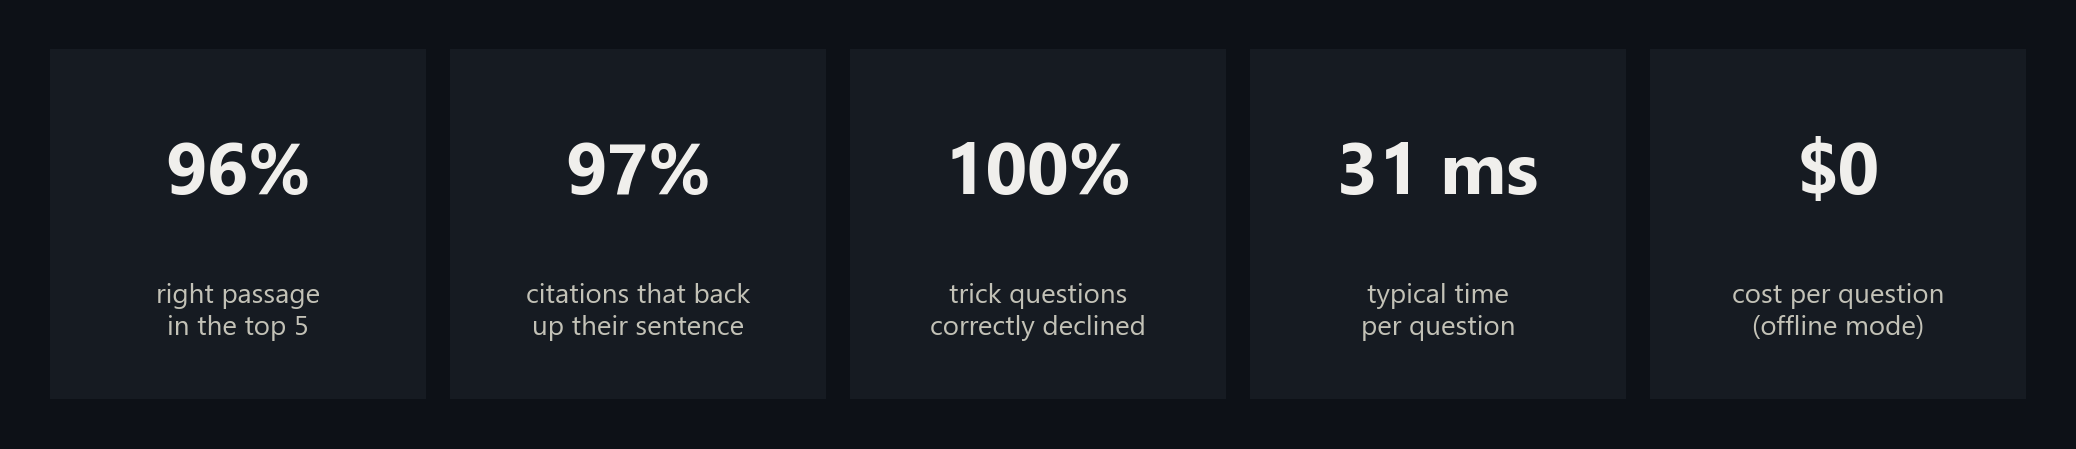 96%
right passage
in the top 5
97%
citations that back
up their sentence
100%
trick questions
correctly declined
31 ms
typical time
per question
$0
cost per question
(offline mode)